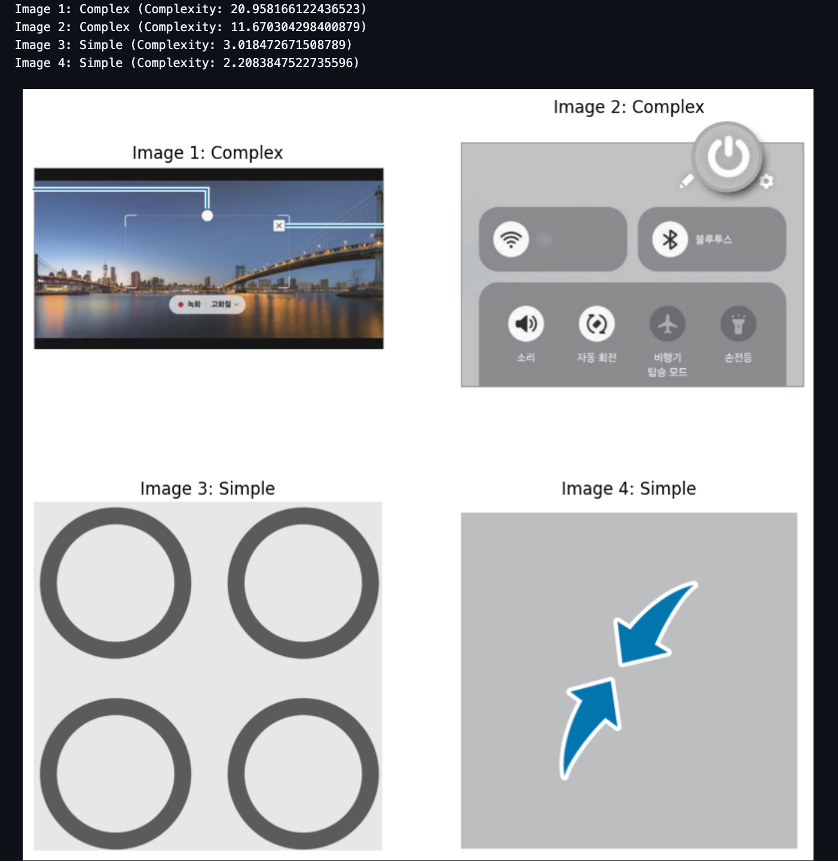 Image 1: Complex (Complexity: 20.958166122436523)
Image 2: Complex (Complexity: 11.670304298400879)
Image 3: Simple (Complexity: 3.018472671508789)
Image 4: Simple (Complexity: 2.2083847522735596)
Image 2: Complex
Image 1: Complex
블루투스
녹화 고화질
소리 자동 회전 비행기 손전등
탑승 모드
Image 3: Simple
Image 4: Simple